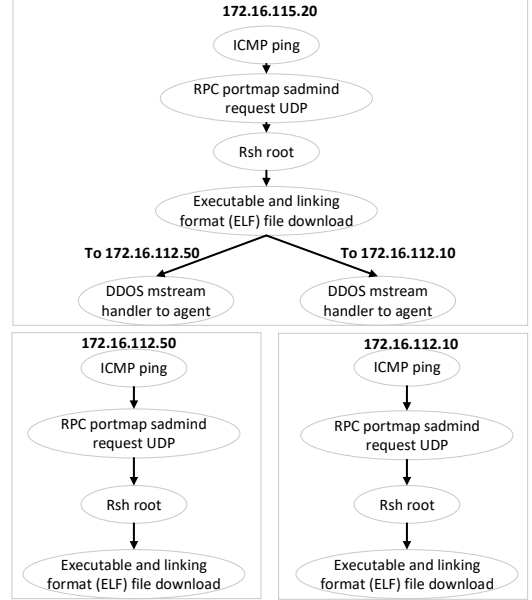 172.16.115.20
ICMP ping
RPC portmap sadmind
request UDP
Rsh root
Executable and linking
format (ELF) file download
To 172.16.112.50
To 172.16.112.10
DDOS mstream
handler to agent
DDOS mstream
handler to agent
172.16.112.50
ICMP ping
RPC portmap sadmind
request UDP
Rsh root
Executable and linking
format (ELF) file download
172.16.112.10
ICMP ping
RPC portmap sadmind
request UDP
Rsh root
Executable and linking
format (ELF) file download